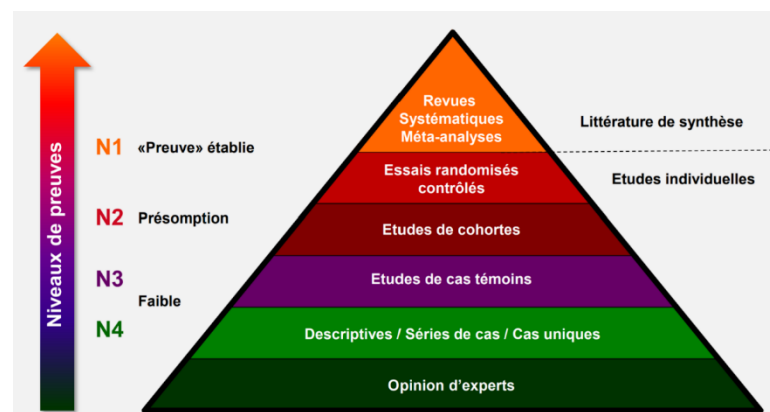 Niveaux de preuves
N1 «Preuve» établie
N2 Présomption
N3
Faible
N4
Revues
Systématiques
Méta-analyses
Essais randomisés
contrôlés
Etudes de cohortes
Etudes de cas témoins
Descriptives / Séries de cas / Cas uniques
Opinion d'experts
Littérature de synthèse
Etudes individuelles